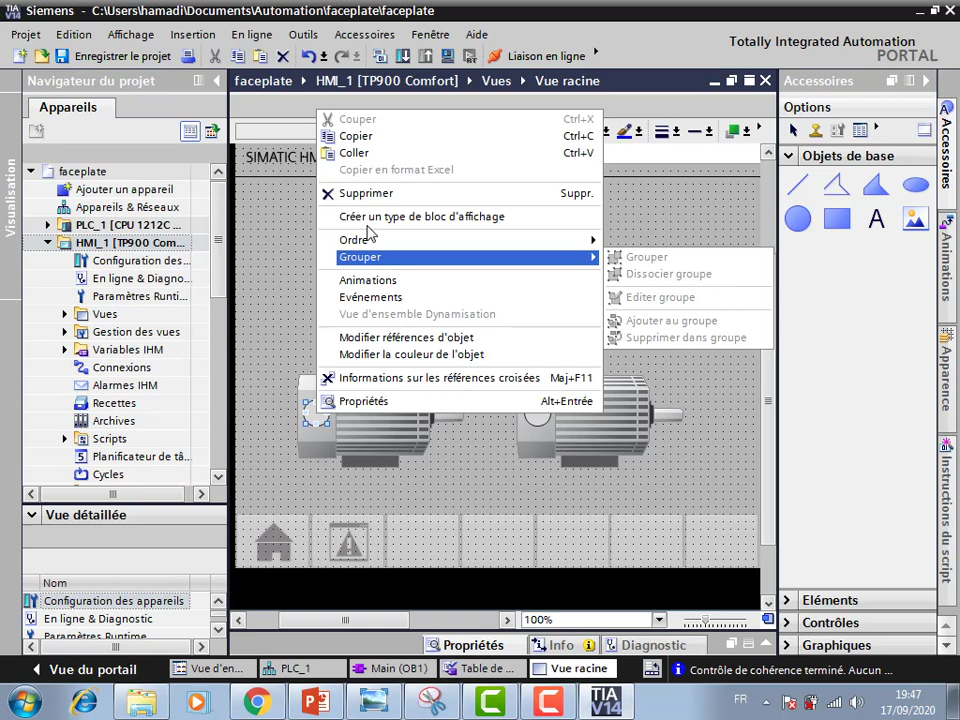 TIA
V14
Siemens - C:\Users\hamadi\Documents\Automation\faceplate\faceplate
Projet Edition Affichage Insertion En ligne Outils Accessoires Fenêtre Aide
Enregistrer le projet
Liaison en ligne
Totally Integrated Automation
PORTAL
Navigateur du projet
faceplate HMI_1 [TP900 Comfort] Vues Vue racine
Accessoires
Appareils
Options
Visualisation
Objets de base
faceplate
Ajouter un appareil
Appareils & Réseaux
PLC_1 [CPU 1212C
HMI_1 [TP900 Com...
Configuration des...
En ligne & Diagnostic
Paramètres Runti...
Vues
Gestion des vues
Variables IHM
Connexions
Alarmes IHM
Recettes
Archives
Scripts
Planificateur de tâ...
Cycles
Vue détaillée
Nom
Configuration des appareils
En ligne & Diagnostic
Paramètres Runtime
SIMATIC HM
Couper Ctrl+X
Copier Ctrl+C
Coller Ctrl+V
Copier en format Excel
Supprimer Suppr.
Créer un type de bloc d'affichage
Ordre
Grouper
Animations
Evénements
Vue d'ensemble Dynamisation
Modifier références d'objet
Modifier la couleur de l'objet
Informations sur les références croisées Maj+F11
Propriétés Alt+Entrée
Grouper
Dissocier groupe
Editer groupe
Ajouter au groupe
Supprimer dans groupe
100%
Propriétés Info Diagnostic
Accessoires
Animations
Apparence
Instructions du script
A
Eléments
Contrôles
Graphiques
Vue du portail
Vue d'en...
PLC_1
Main (OB1)
Table de ...
Vue racine
Contrôle de cohérence terminé. Aucun ...
TIA
V14
FR
19:47
17/09/2020